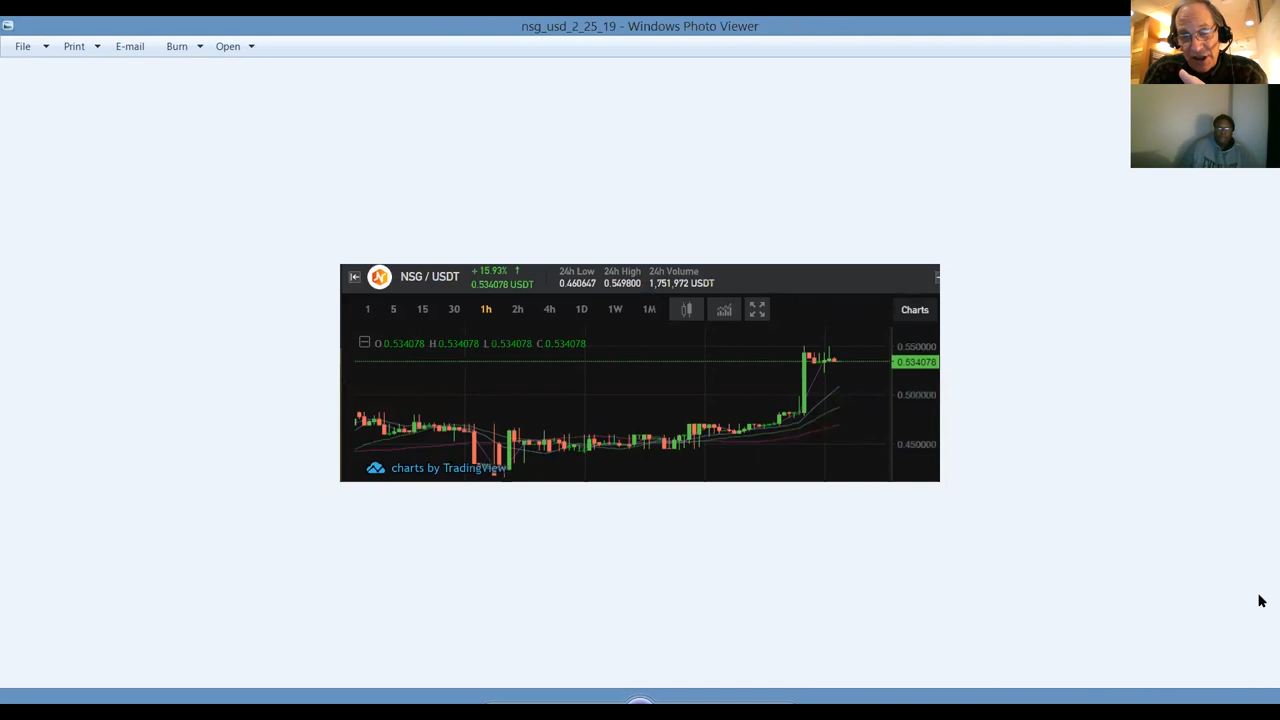 nsg_usd_2_25_19 - Windows Photo Viewer
File Print E-mail Burn Open
NSG / USDT + 15.93% ↑ 24h Low 24h High 24h Volume
0.534078 USDT 0.460647 0.549800 1,751,972 USDT
1 5 15 30 1h 2h 4h 1D 1W 1M Charts
O 0.534078 H 0.534078 L 0.534078 C 0.534078
0.550000
0.534078
0.500000
0.450000
charts by TradingView